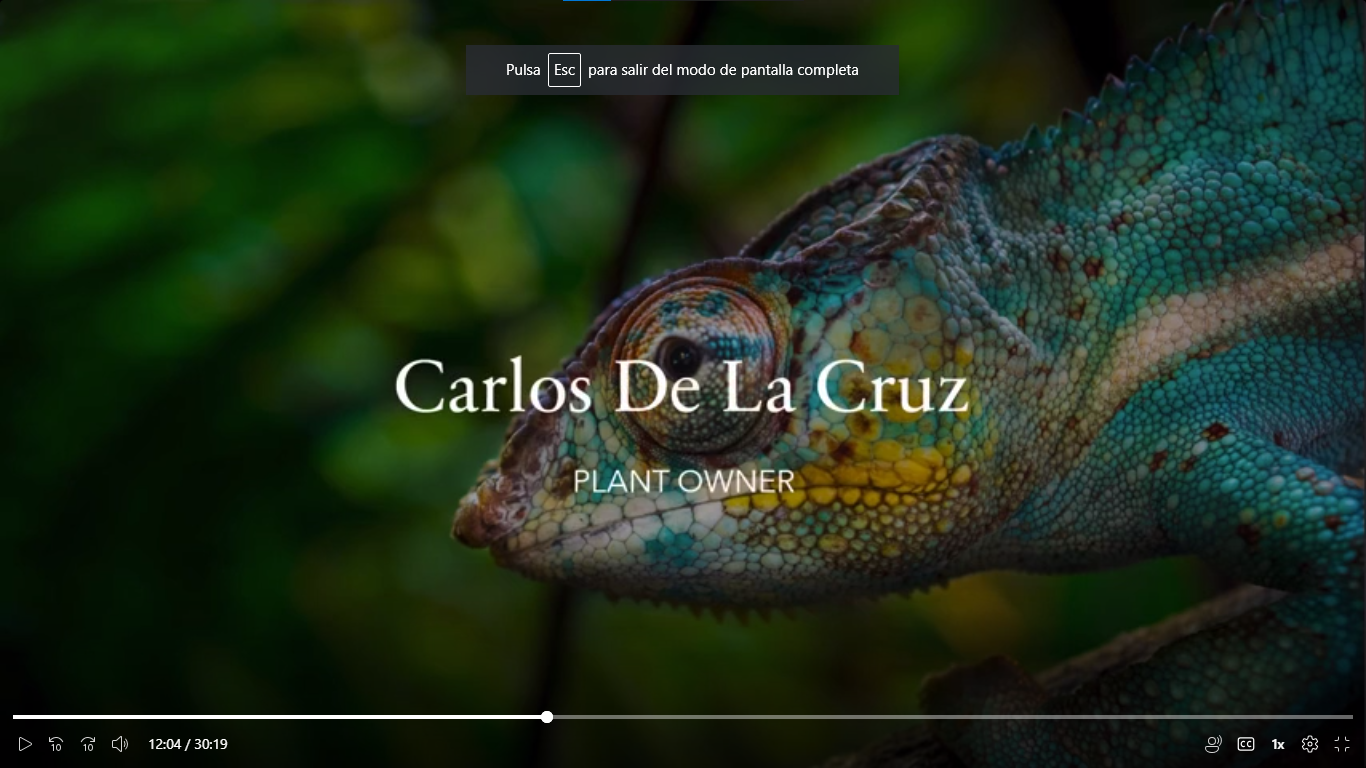 Pulsa Esc para salir del modo de pantalla completa
Carlos De La Cruz
PLANT OWNER
10 10 12:04 / 30:19 CC 1x